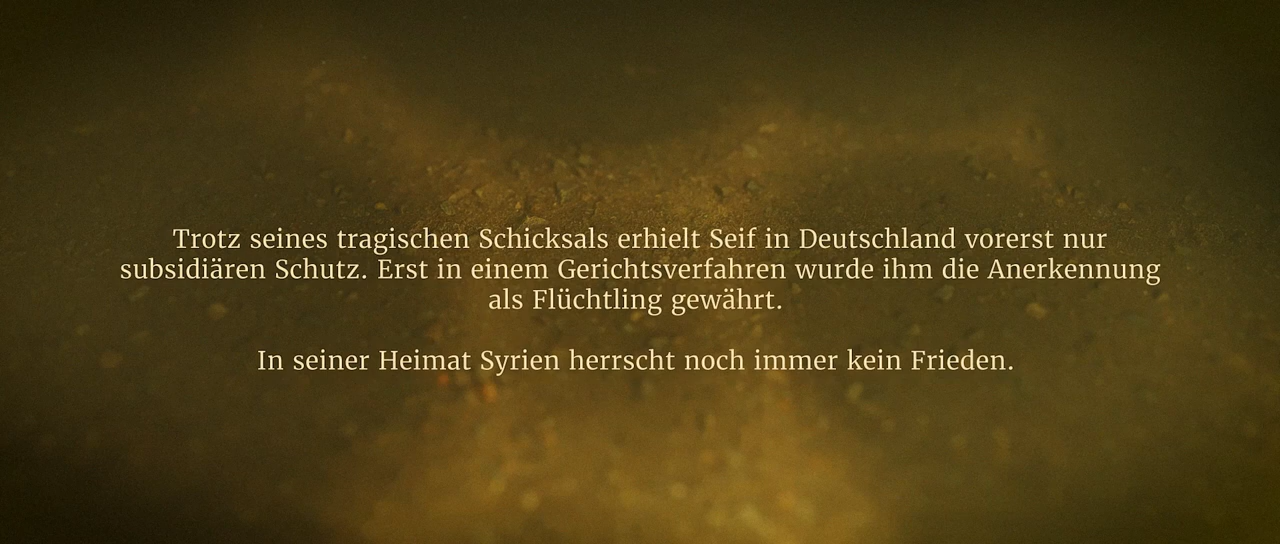 Trotz seines tragischen Schicksals erhielt Seif in Deutschland vorerst nur
subsidiären Schutz. Erst in einem Gerichtsverfahren wurde ihm die Anerkennung
als Flüchtling gewährt.
In seiner Heimat Syrien herrscht noch immer kein Frieden.